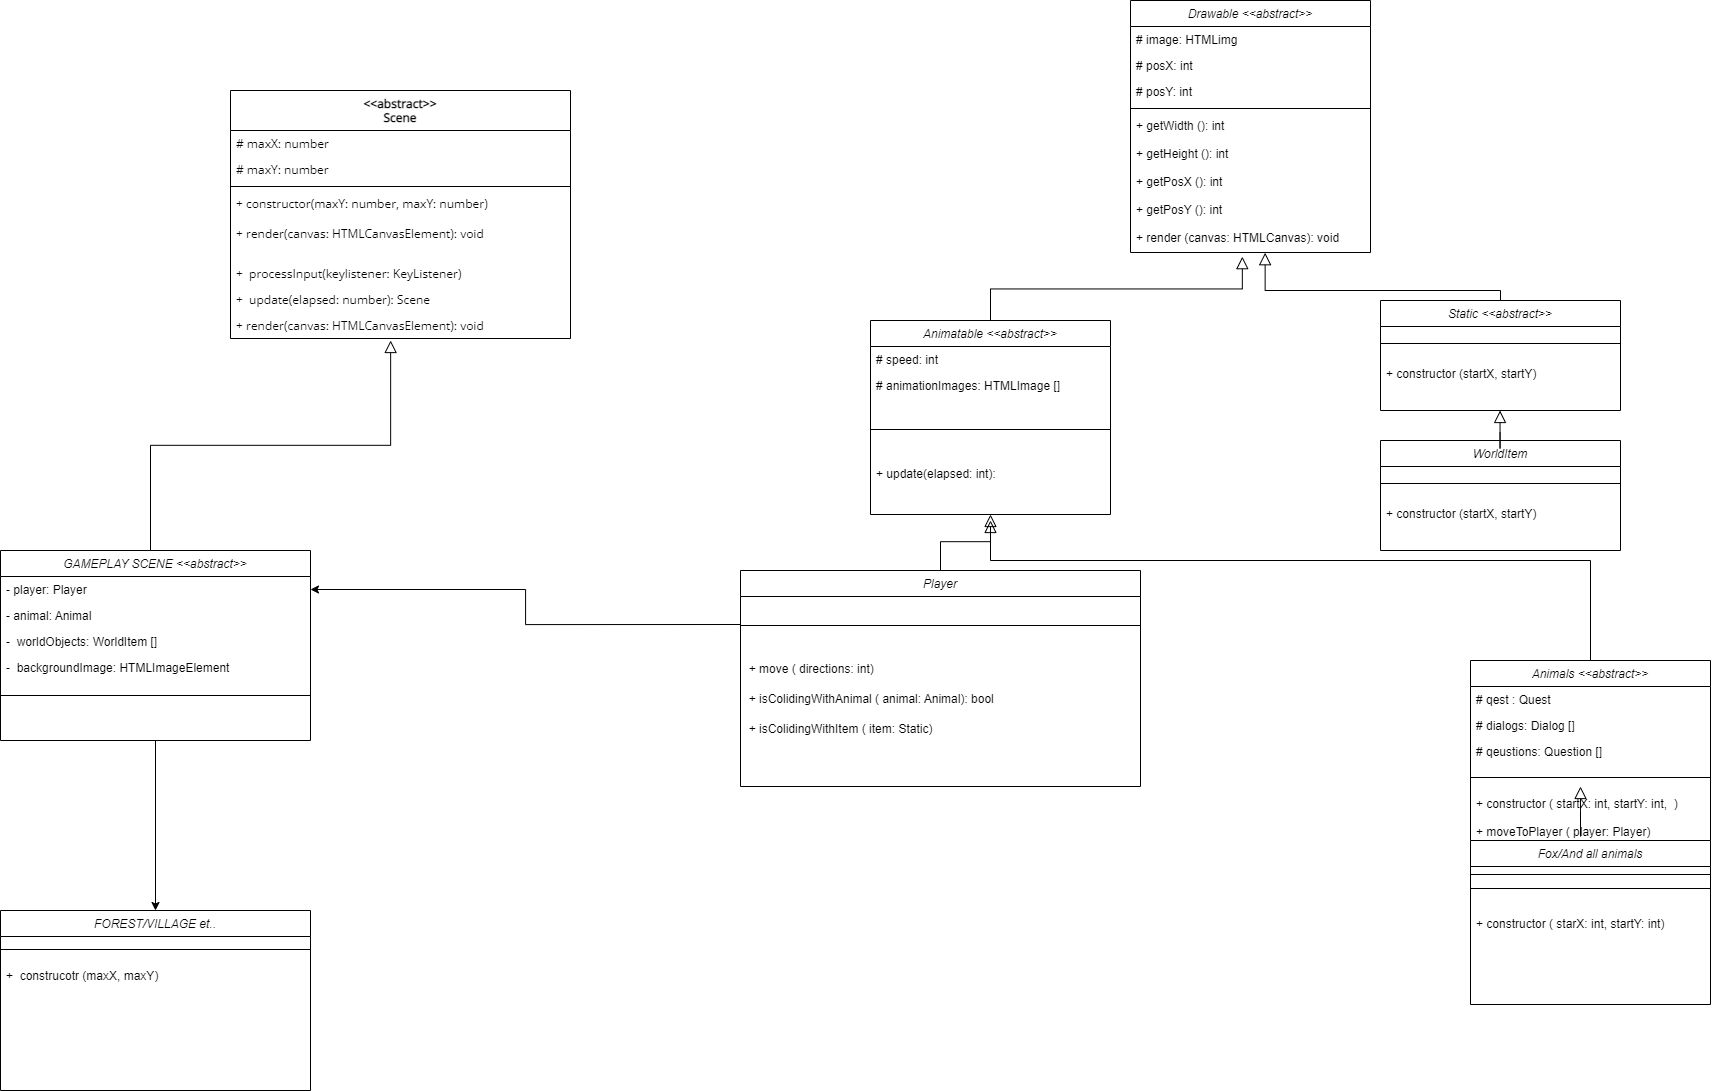 Drawable <<abstract>>
# image: HTMLimg
# posX: int
# posY: int
+ getWidth (): int
+ getHeight (): int
+ getPosX (): int
+ getPosY (): int
+ render (canvas: HTMLCanvas): void
<<abstract>>
Scene
# maxX: number
# maxY: number
+ constructor(maxY: number, maxY: number)
+ render(canvas: HTMLCanvasElement): void
+ processInput(keylistener: KeyListener)
+ update(elapsed: number): Scene
+ render(canvas: HTMLCanvasElement): void
Animatable <<abstract>>
# speed: int
# animationImages: HTMLImage []
+ update(elapsed: int):
Static <<abstract>>
+ constructor (startX, startY)
WorldItem
+ constructor (startX, startY)
GAMEPLAY SCENE <<abstract>>
- player: Player
- animal: Animal
- worldObjects: WorldItem []
- backgroundImage: HTMLImageElement
Player
+ move ( directions: int)
+ isColidingWithAnimal ( animal: Animal): bool
+ isColidingWithItem ( item: Static)
Animals <<abstract>>
# qest : Quest
# dialogs: Dialog []
# qeustions: Question []
+ constructor ( startX: int, startY: int, )
+ moveToPlayer ( player: Player)
Fox/And all animals
+ constructor ( starX: int, startY: int)
FOREST/VILLAGE et..
+ construcotr (maxX, maxY)